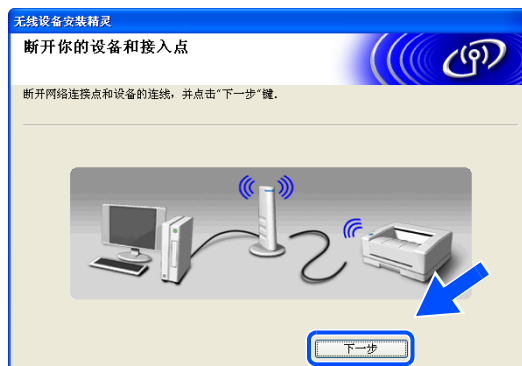 无线设备安装精灵
断开你的设备和接入点
断开网络连接点和设备的连线，并点击"下一步"键.
下一步